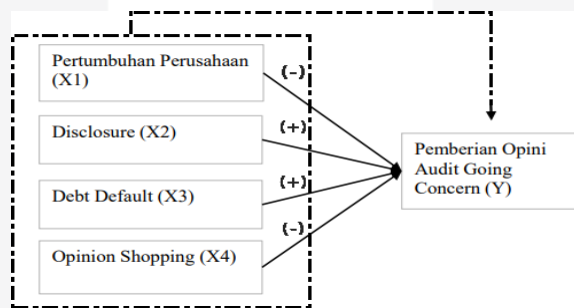 Pertumbuhan Perusahaan
(X1)
(-)
Disclosure (X2)
(+)
Debt Default (X3)
(+)
Opinion Shopping (X4)
(-)
Pemberian Opini
Audit Going
Concern (Y)